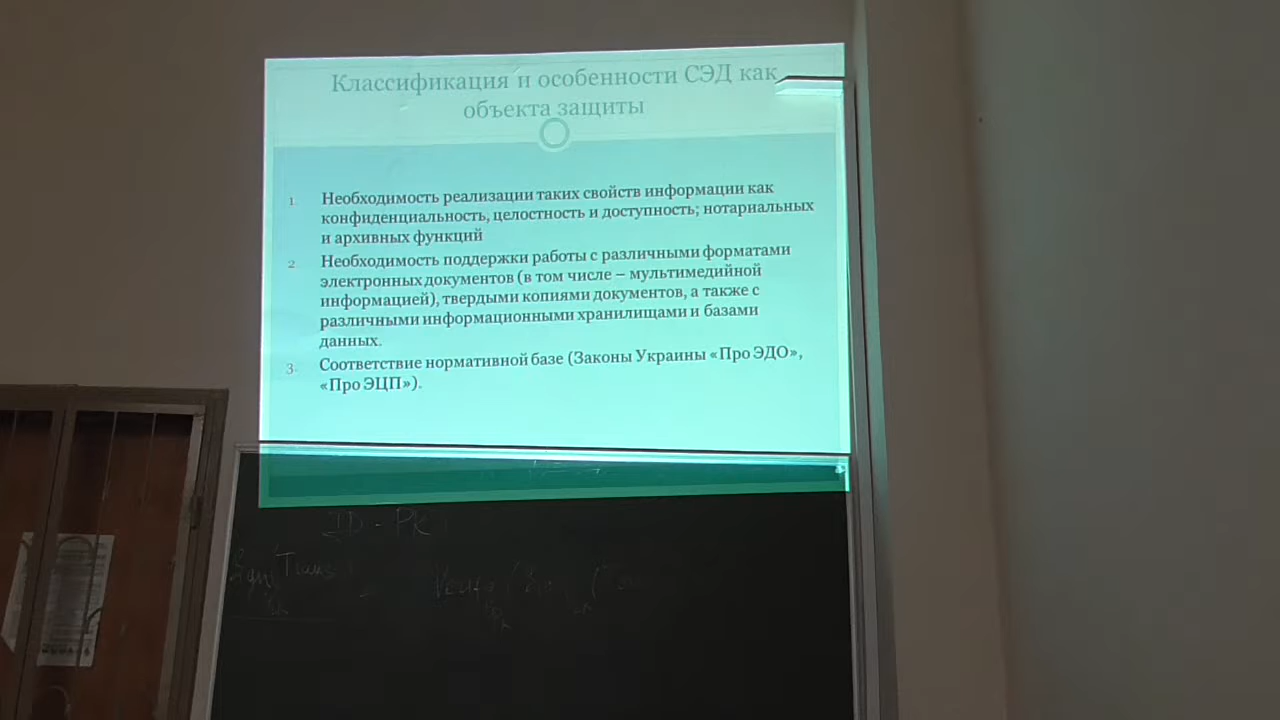 Классификация и особенности СЭД как
объекта защиты
1. Необходимость реализации таких свойств информации как
конфиденциальность, целостность и доступность; нотариальных
и архивных функций
2. Необходимость поддержки работы с различными форматами
электронных документов (в том числе – мультимедийной
информацией), твердыми копиями документов, а также с
различными информационными хранилищами и базами
данных.
3. Соответствие нормативной базе (Законы Украины «Про ЭДО»,
«Про ЭЦП»).
ID - PK